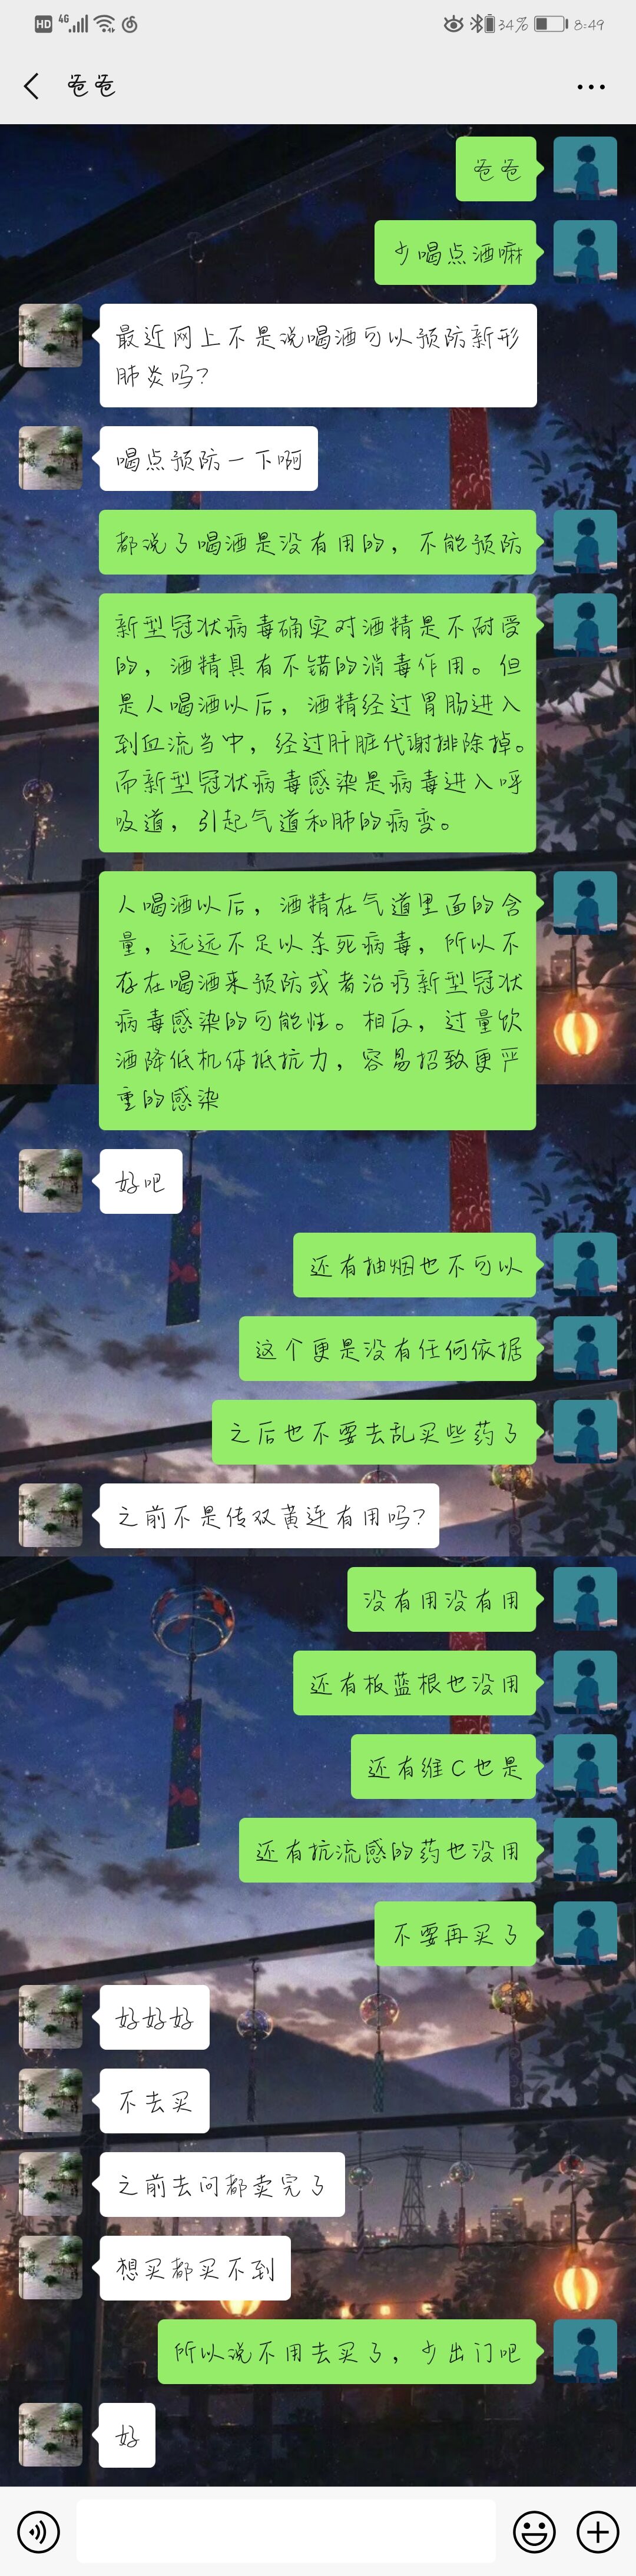 HD 4G 34% 8:49
爸爸
爸爸
少喝点酒嘛
最近网上不是说喝酒可以预防新形
肺炎吗?
喝点预防一下啊
都说了喝酒是没有用的，不能预防
新型冠状病毒确实对酒精是不耐受
的，酒精具有不错的消毒作用。但
是人喝酒以后，酒精经过胃肠进入
到血流当中，经过肝脏代谢排除掉。
而新型冠状病毒感染是病毒进入呼
吸道，引起气道和肺的病变。
人喝酒以后，酒精在气道里面的含
量，远远不足以杀死病毒，所以不
存在喝酒来预防或者治疗新型冠状
病毒感染的可能性。相反，过量饮
酒降低机体抵抗力，容易招致更严
重的感染
好吧
还有抽烟也不可以
这个更是没有任何依据
之后也不要去乱买些药了
之前不是传双黄连有用吗?
没有用没有用
还有板蓝根也没用
还有维C也是
还有抗流感的药也没用
不要再买了
好好好
不去买
之前去问都卖完了
想买都买不到
所以说不用去买了，少出门吧
好